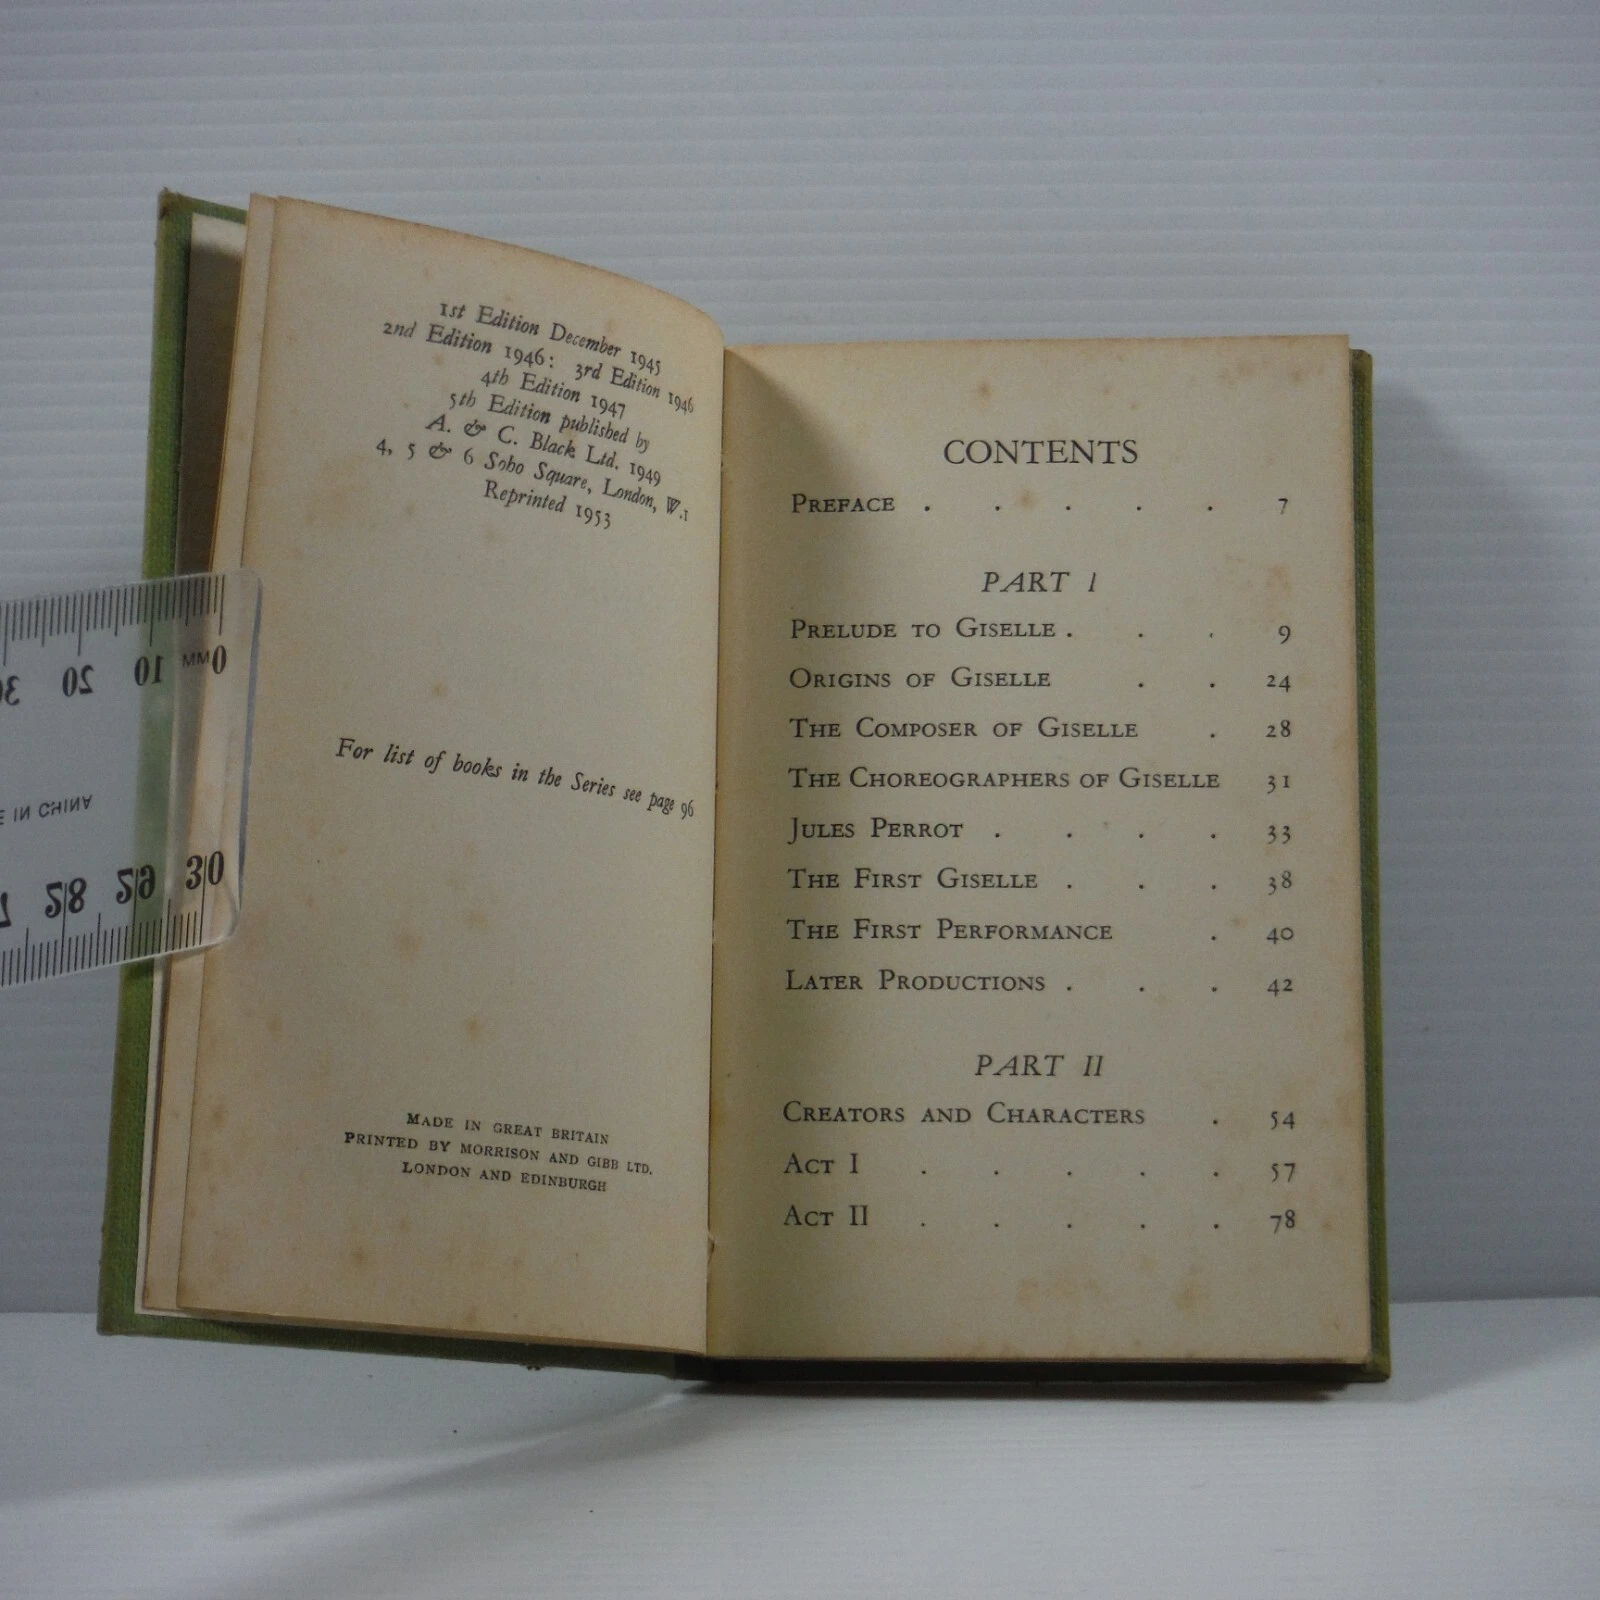 1st Edition December 1945
2nd Edition 1946: 3rd Edition 1946
4th Edition 1947
5th Edition published by
A. & C. Black Ltd. 1949
4, 5 & 6 Soho Square, London, W.1
Reprinted 1953
For list of books in the Series see page 96
MADE IN GREAT BRITAIN
PRINTED BY MORRISON AND GIBB LTD.
LONDON AND EDINBURGH
30 20 10 MM 0
E IN CHINA
7 28 29 30
CONTENTS
PREFACE . . . . . 7
PART I
PRELUDE TO GISELLE . . . 9
ORIGINS OF GISELLE . . 24
THE COMPOSER OF GISELLE . 28
THE CHOREOGRAPHERS OF GISELLE 31
JULES PERROT . . . . 33
THE FIRST GISELLE . . . 38
THE FIRST PERFORMANCE . 40
LATER PRODUCTIONS . . . 42
PART II
CREATORS AND CHARACTERS . 54
ACT I . . . . . 57
ACT II . . . . . 78